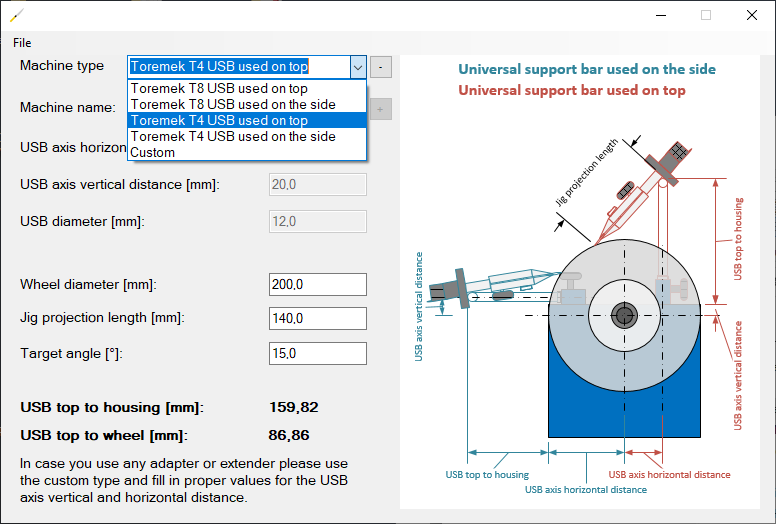 File
Machine type
Toremek T4 USB used on top
-
Toremek T8 USB used on top
Toremek T8 USB used on the side
Toremek T4 USB used on top
Toremek T4 USB used on the side
Custom
Machine name:
+
USB axis horizon
USB axis vertical distance [mm]:
20,0
USB diameter [mm]:
12,0
Wheel diameter [mm]:
200,0
Jig projection length [mm]:
140,0
Target angle [°]:
15,0
USB top to housing [mm]:
159,82
USB top to wheel [mm]:
86,86
In case you use any adapter or extender please use
the custom type and fill in proper values for the USB
axis vertical and horizontal distance.
Universal support bar used on the side
Universal support bar used on top
Jig projection length
USB top to housing
USB axis vertical distance
USB axis vertical distance
USB top to housing
USB axis horizontal distance
USB axis horizontal distance